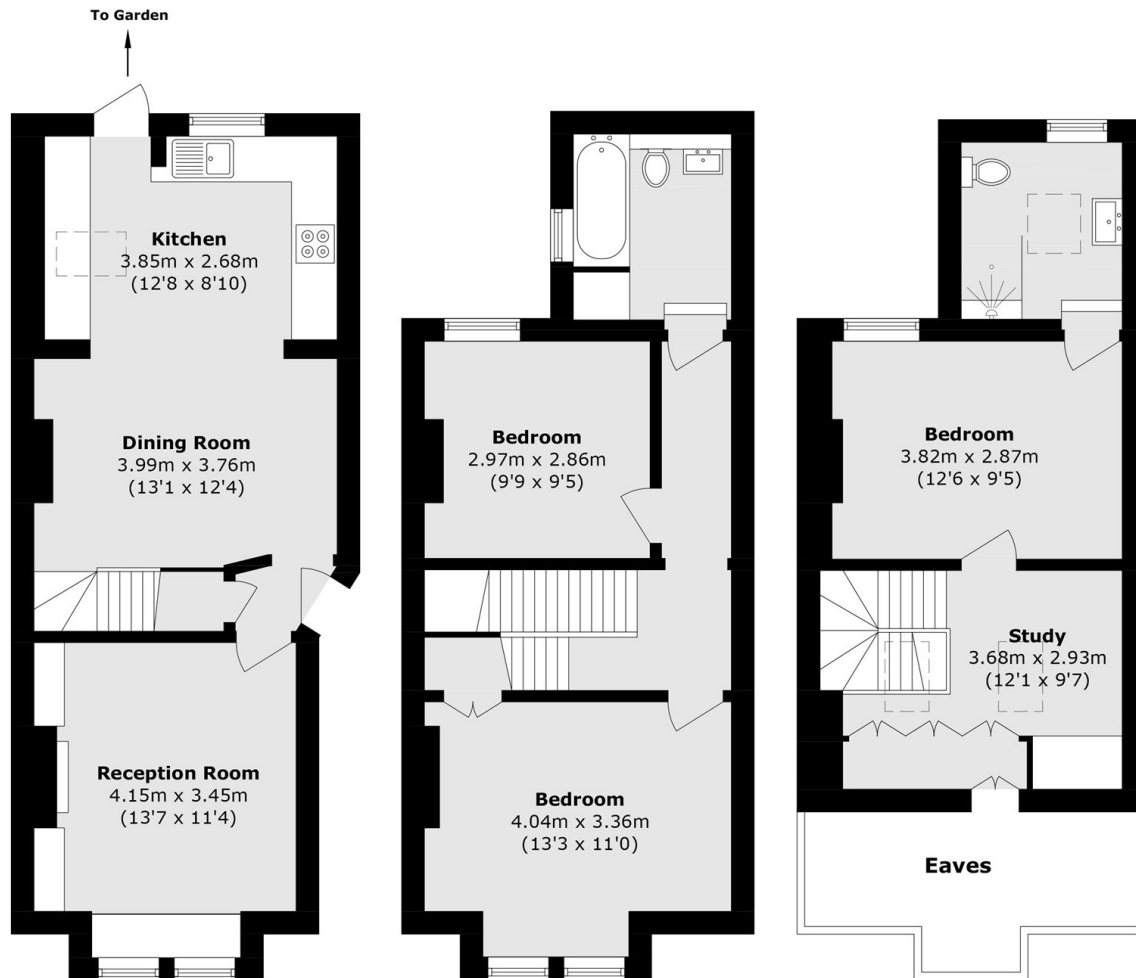 To Garden
Kitchen
3.85m x 2.68m
(12'8 x 8'10)
Dining Room
3.99m x 3.76m
(13'1 x 12'4)
Reception Room
4.15m x 3.45m
(13'7 x 11'4)
Bedroom
2.97m x 2.86m
(9'9 x 9'5)
Bedroom
4.04m x 3.36m
(13'3 x 11'0)
Bedroom
3.82m x 2.87m
(12'6 x 9'5)
Study
3.68m x 2.93m
(12'1 x 9'7)
Eaves